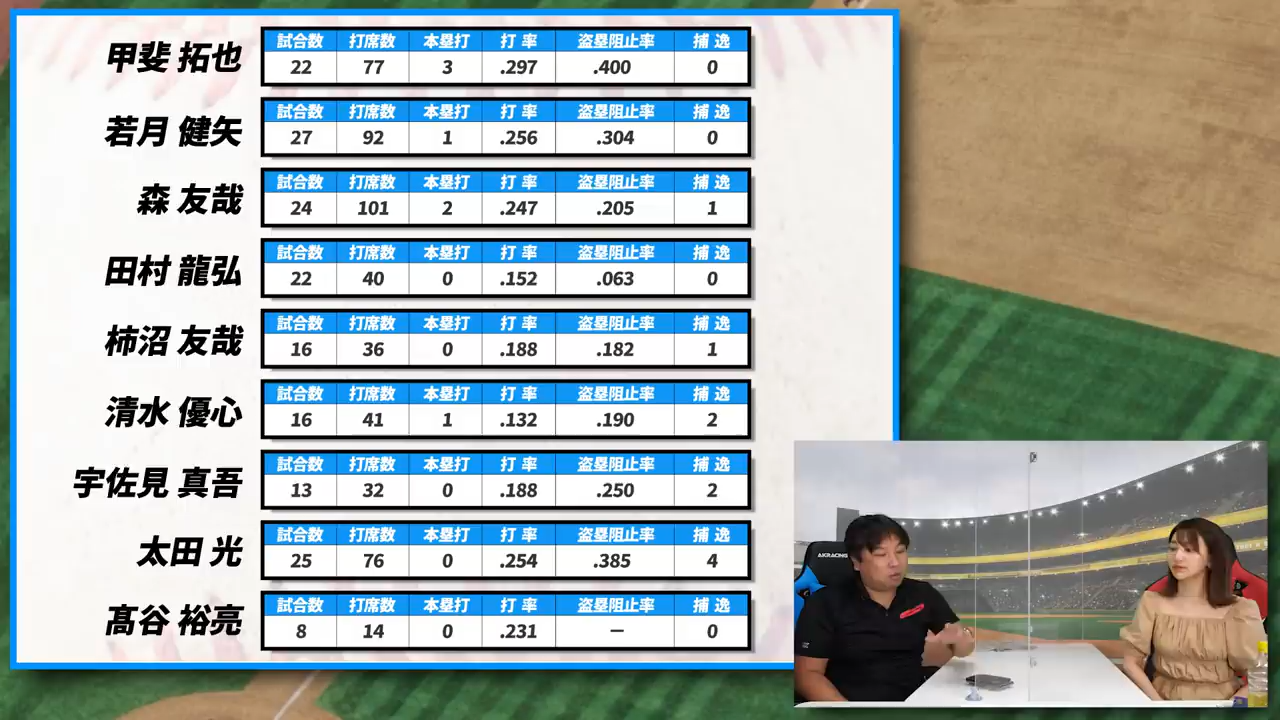 甲斐 拓也
試合数 打席数 本塁打 打率 盗塁阻止率 捕逸
22 77 3 .297 .400 0
若月 健矢
試合数 打席数 本塁打 打率 盗塁阻止率 捕逸
27 92 1 .256 .304 0
森 友哉
試合数 打席数 本塁打 打率 盗塁阻止率 捕逸
24 101 2 .247 .205 1
田村 龍弘
試合数 打席数 本塁打 打率 盗塁阻止率 捕逸
22 40 0 .152 .063 0
柿沼 友哉
試合数 打席数 本塁打 打率 盗塁阻止率 捕逸
16 36 0 .188 .182 1
清水 優心
試合数 打席数 本塁打 打率 盗塁阻止率 捕逸
16 41 1 .132 .190 2
宇佐見 真吾
試合数 打席数 本塁打 打率 盗塁阻止率 捕逸
13 32 0 .188 .250 2
太田 光
試合数 打席数 本塁打 打率 盗塁阻止率 捕逸
25 76 0 .254 .385 4
髙谷 裕亮
試合数 打席数 本塁打 打率 盗塁阻止率 捕逸
8 14 0 .231 － 0
AKRACING